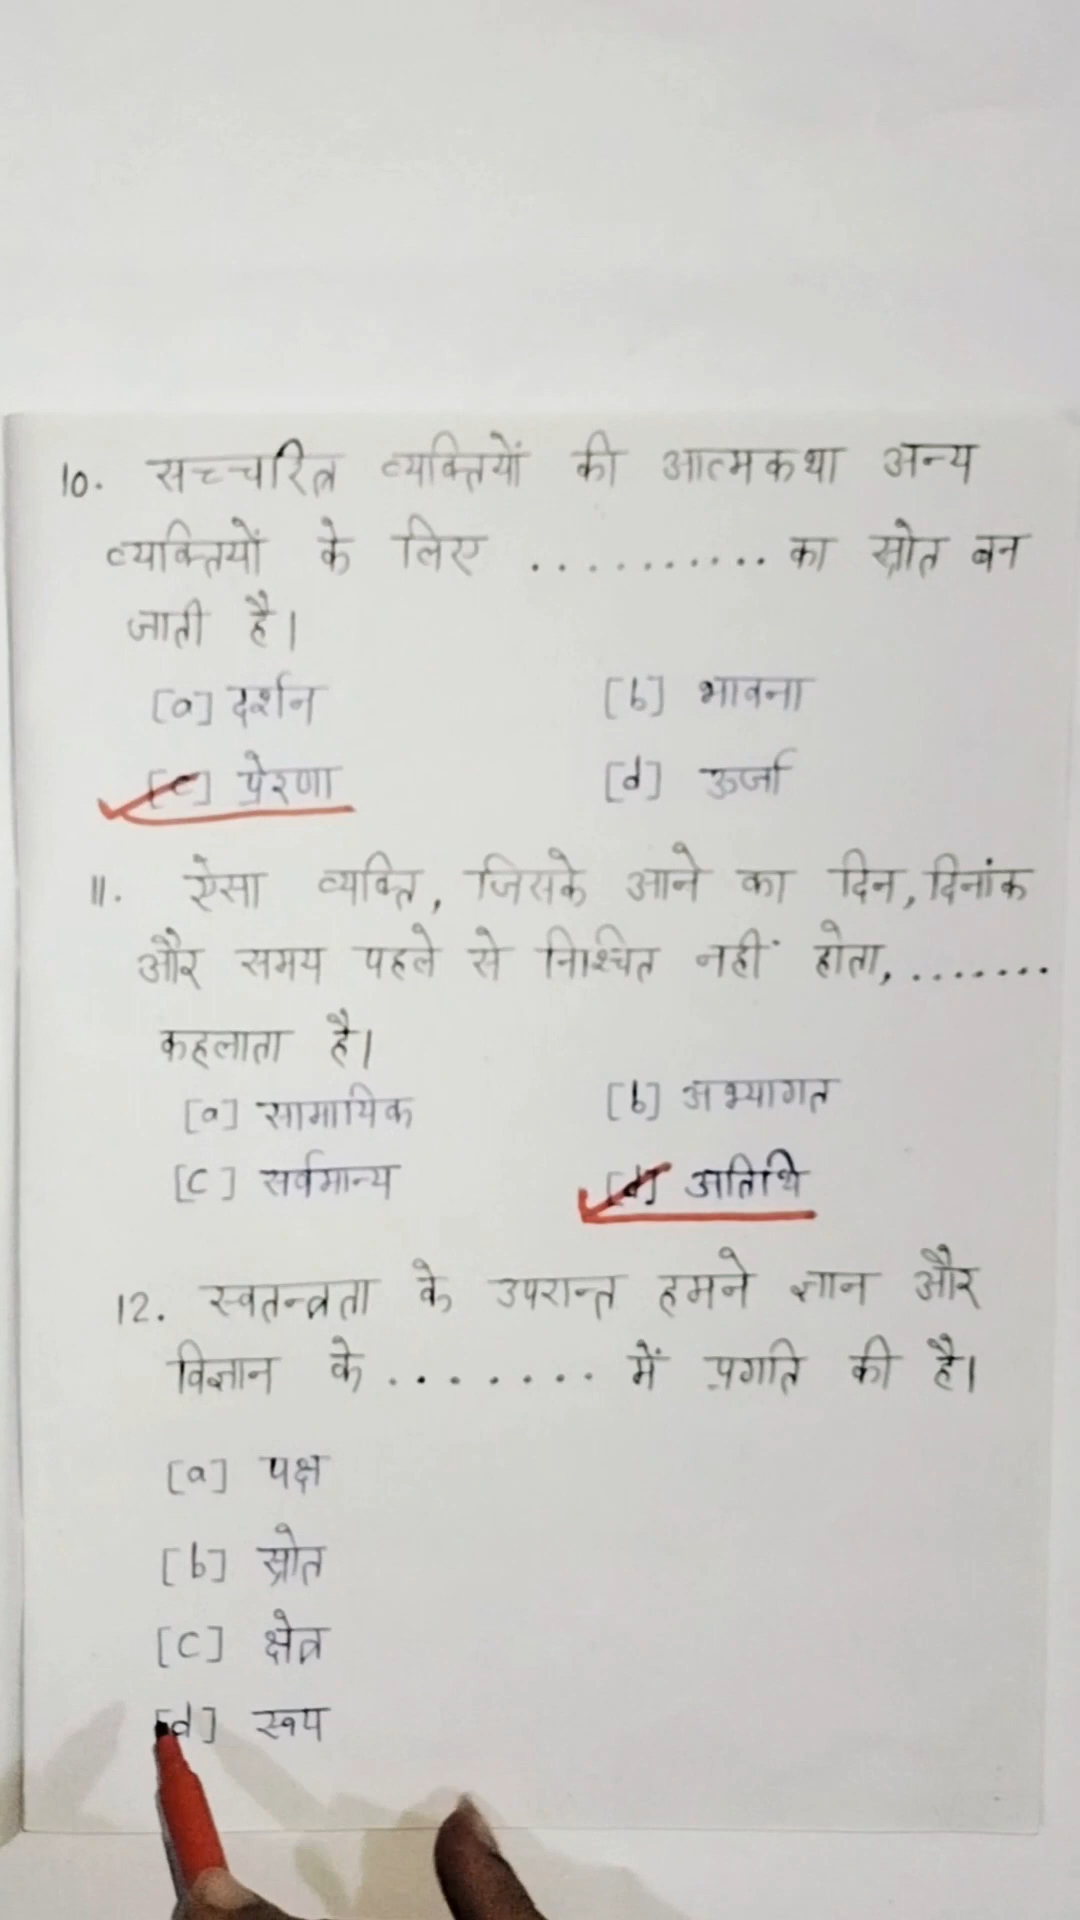 10. सच्चरित्र व्यक्तियों की आत्मकथा अन्य
व्यक्तियों के लिए ........... का स्रोत बन
जाती है।
[a] दर्शन [b] भावना
[c] प्रेरणा [d] ऊर्जा
11. ऐसा व्यक्ति, जिसके आने का दिन, दिनांक
और समय पहले से निश्चित नहीं होता, .......
कहलाता है।
[a] सामायिक [b] अभ्यागत
[C] सर्वमान्य [d] अतिथि
12. स्वतन्त्रता के उपरान्त हमने ज्ञान और
विज्ञान के ........ में प्रगति की है।
[a] पक्ष
[b] स्रोत
[C] क्षेत्र
[d] रूप